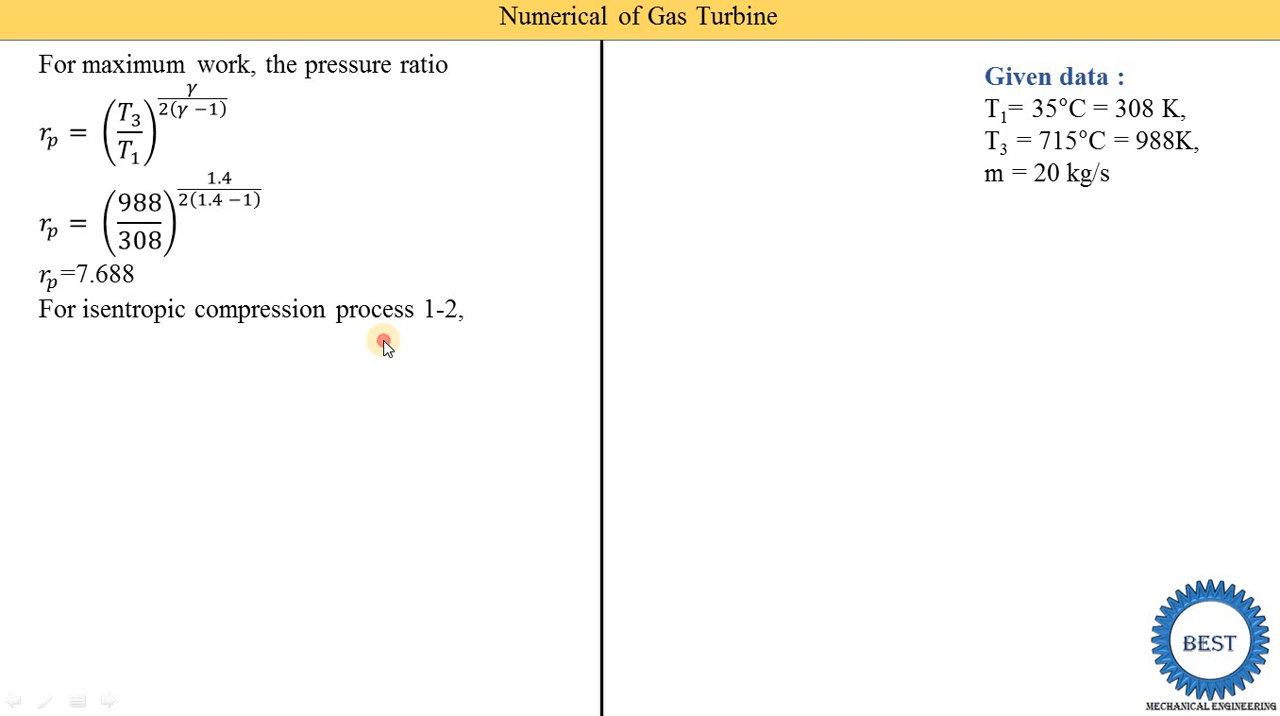 Numerical of Gas Turbine
For maximum work, the pressure ratio
r_p = (T_3/T_1)^(γ/(2(γ −1)))
r_p = (988/308)^(1.4/(2(1.4 −1)))
r_p=7.688
For isentropic compression process 1-2,
Given data :
T_1= 35°C = 308 K,
T_3 = 715°C = 988K,
m = 20 kg/s
BEST
MECHANICAL ENGINEERING